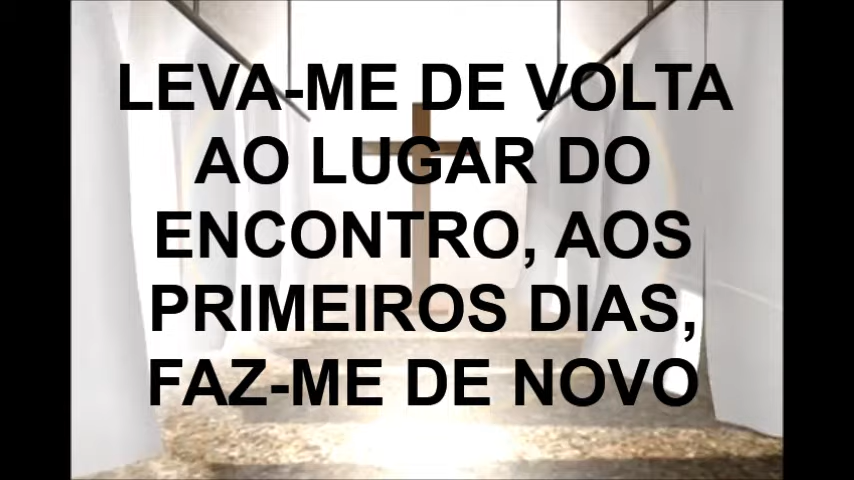 LEVA-ME DE VOLTA
AO LUGAR DO
ENCONTRO, AOS
PRIMEIROS DIAS,
FAZ-ME DE NOVO